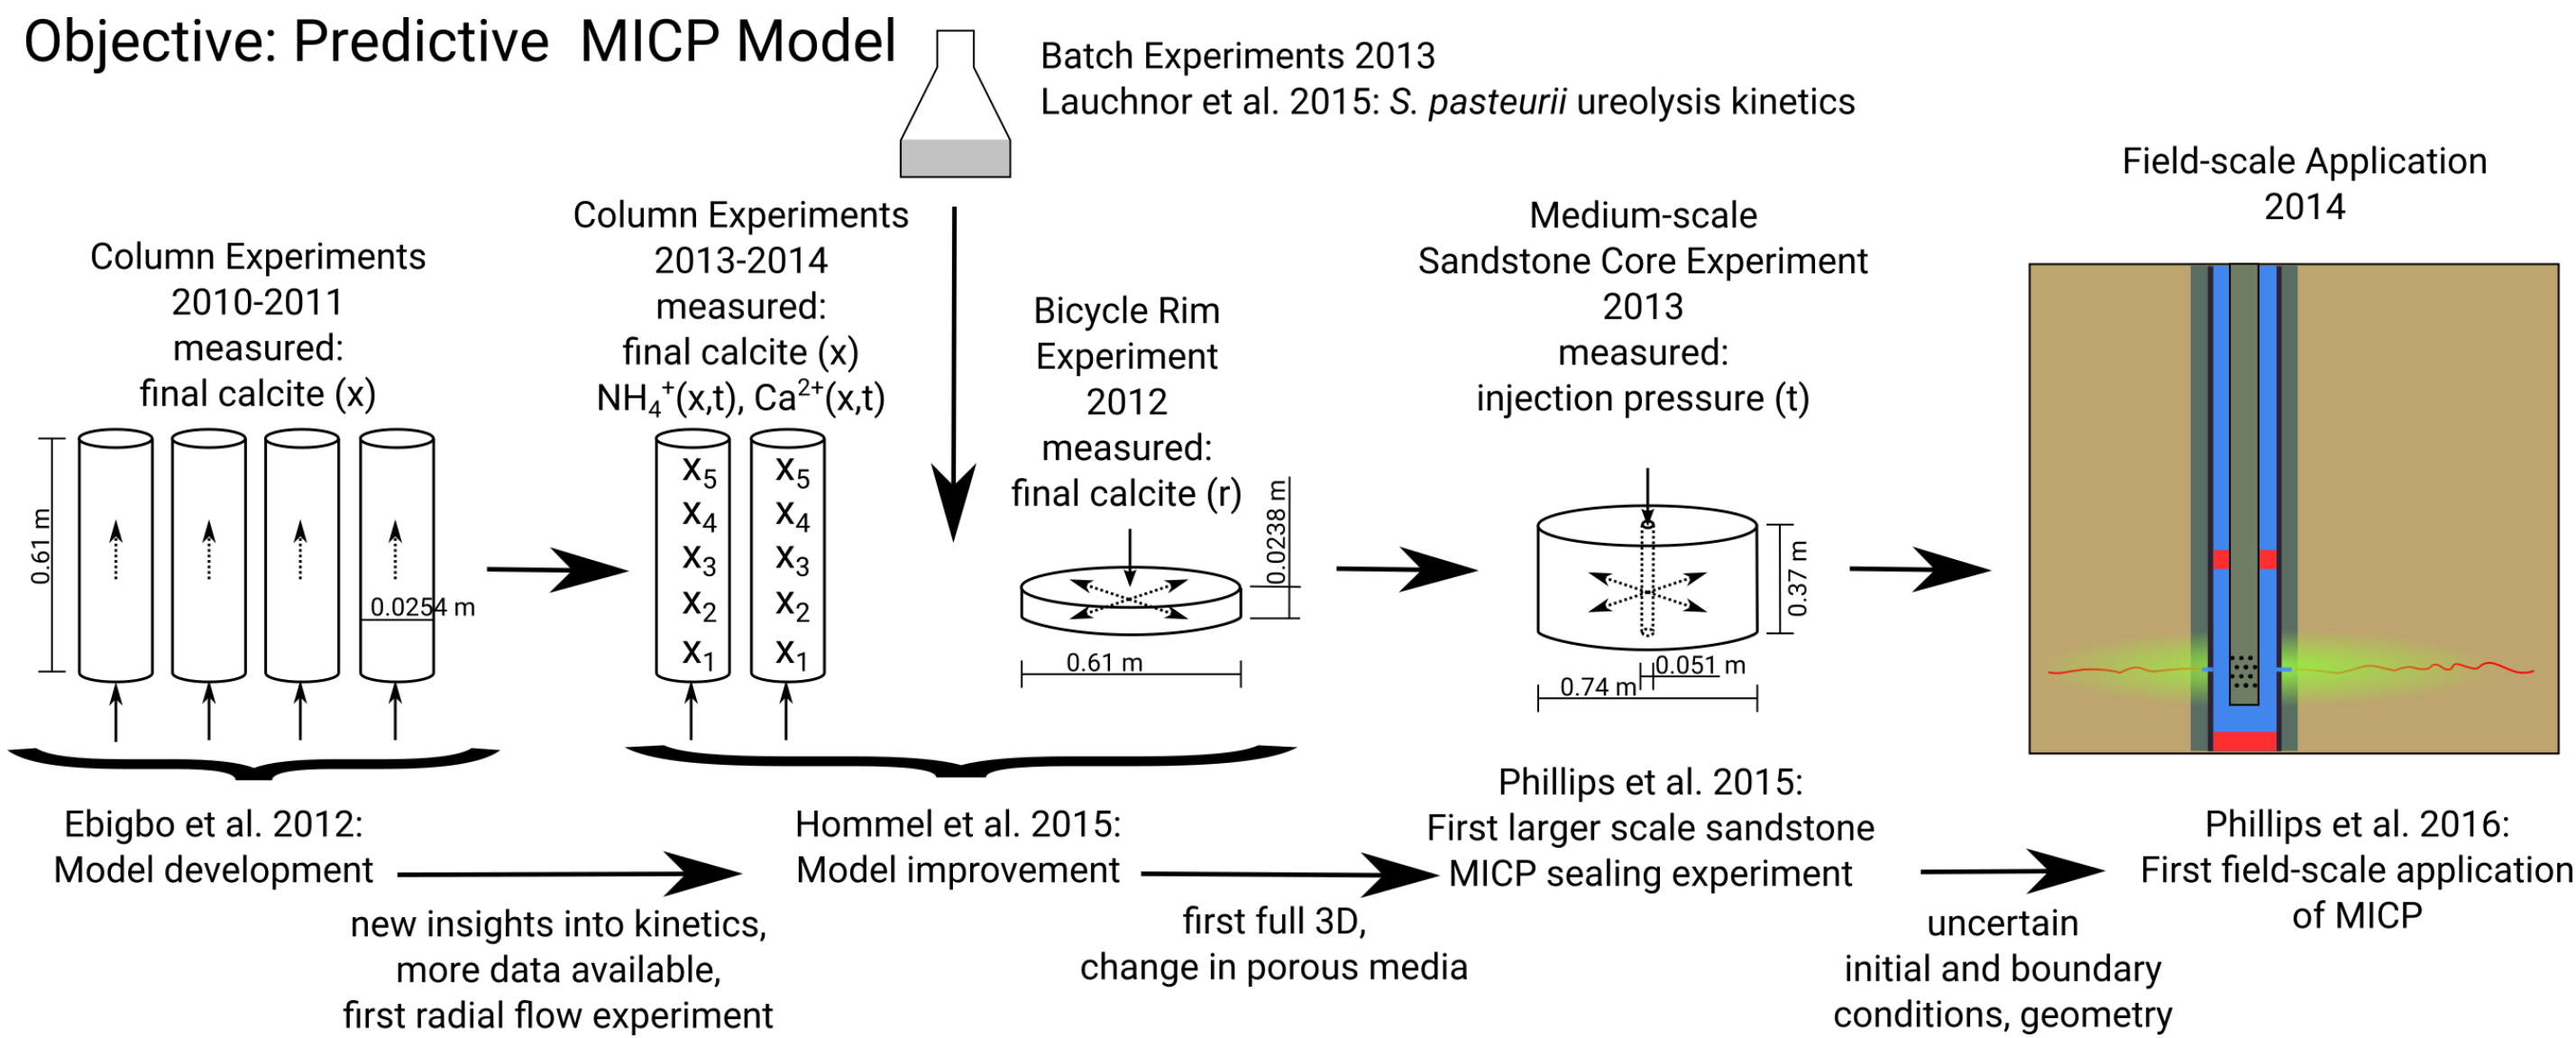 Objective: Predictive MICP Model
Batch Experiments 2013
Lauchnor et al. 2015: S. pasteurii ureolysis kinetics
Column Experiments
2010-2011
measured:
final calcite (x)
0.61 m
0.0254 m
Column Experiments
2013-2014
measured:
final calcite (x)
NH₄⁺(x,t), Ca²⁺(x,t)
x₅ x₅
x₄ x₄
x₃ x₃
x₂ x₂
x₁ x₁
Bicycle Rim
Experiment
2012
measured:
final calcite (r)
0.0238 m
0.61 m
Medium-scale
Sandstone Core Experiment
2013
measured:
injection pressure (t)
0.37 m
0.051 m
0.74 m
Field-scale Application
2014
Ebigbo et al. 2012:
Model development
new insights into kinetics,
more data available,
first radial flow experiment
Hommel et al. 2015:
Model improvement
first full 3D,
change in porous media
Phillips et al. 2015:
First larger scale sandstone
MICP sealing experiment
uncertain
initial and boundary
conditions, geometry
Phillips et al. 2016:
First field-scale application
of MICP